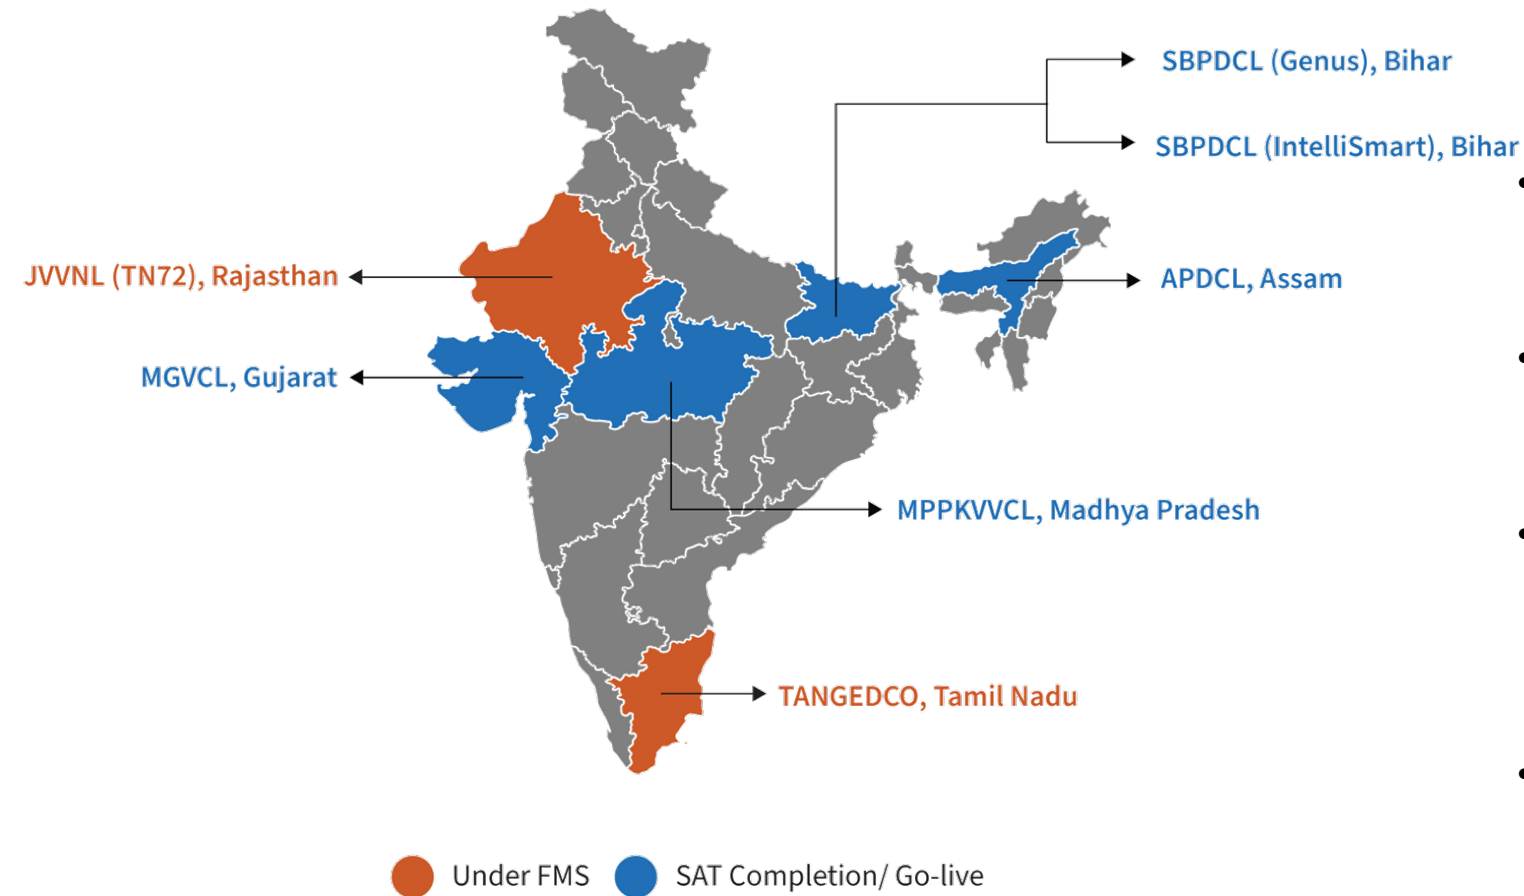 SBPDCL (Genus), Bihar
SBPDCL (IntelliSmart), Bihar
JVVNL (TN72), Rajasthan
APDCL, Assam
MGVCL, Gujarat
MPPKVVCL, Madhya Pradesh
TANGEDCO, Tamil Nadu
Under FMS
SAT Completion/ Go-live